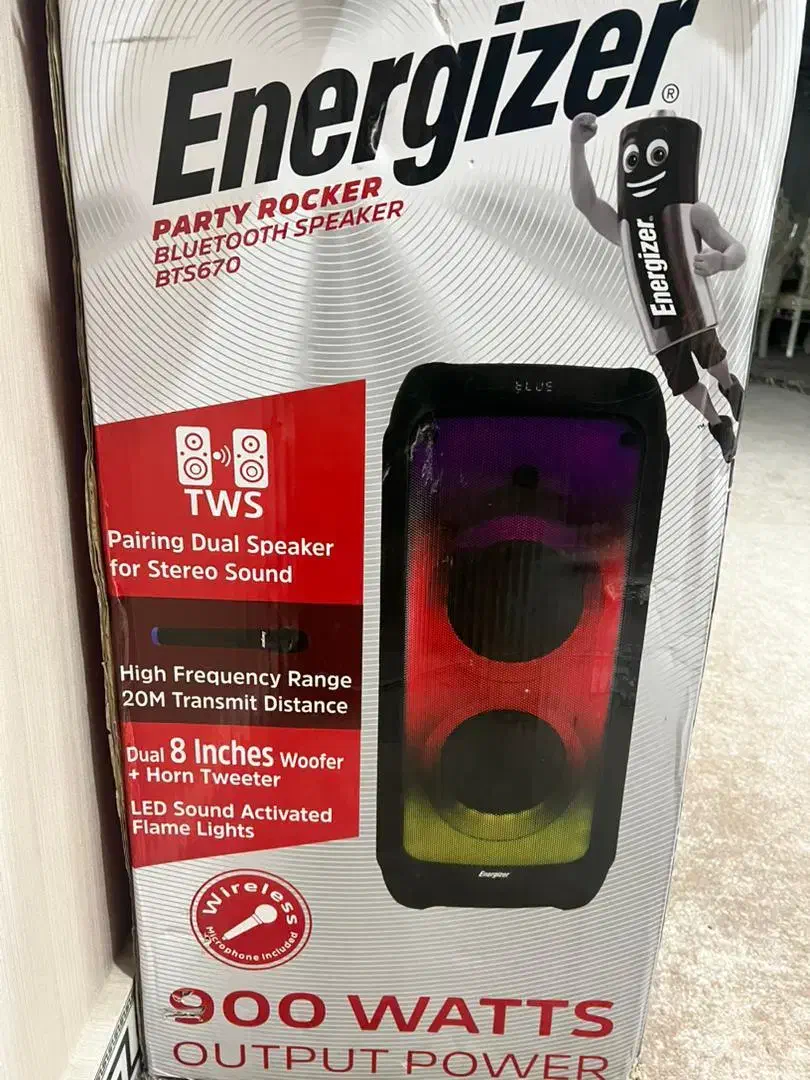 Energizer®
PARTY ROCKER
BLUETOOTH SPEAKER
BTS670
Energizer.
TWS
Pairing Dual Speaker
for Stereo Sound
High Frequency Range
20M Transmit Distance
Dual 8 Inches Woofer
+ Horn Tweeter
LED Sound Activated
Flame Lights
Energizer
Wireless
Microphone included
900 WATTS
OUTPUT POWER